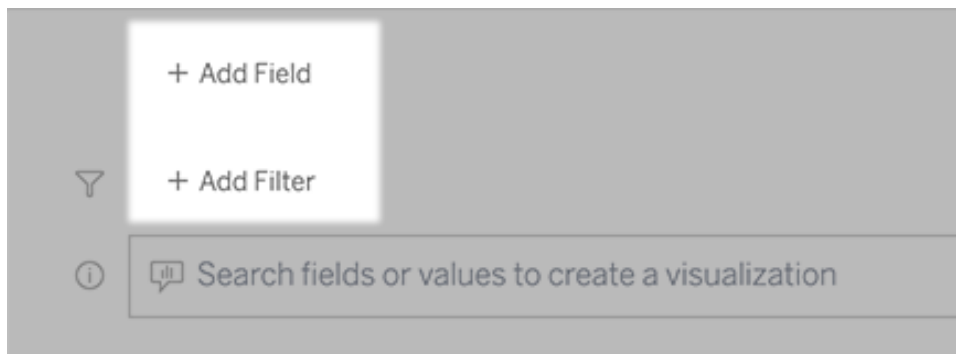 + Add Field
+ Add Filter
Search fields or values to create a visualization